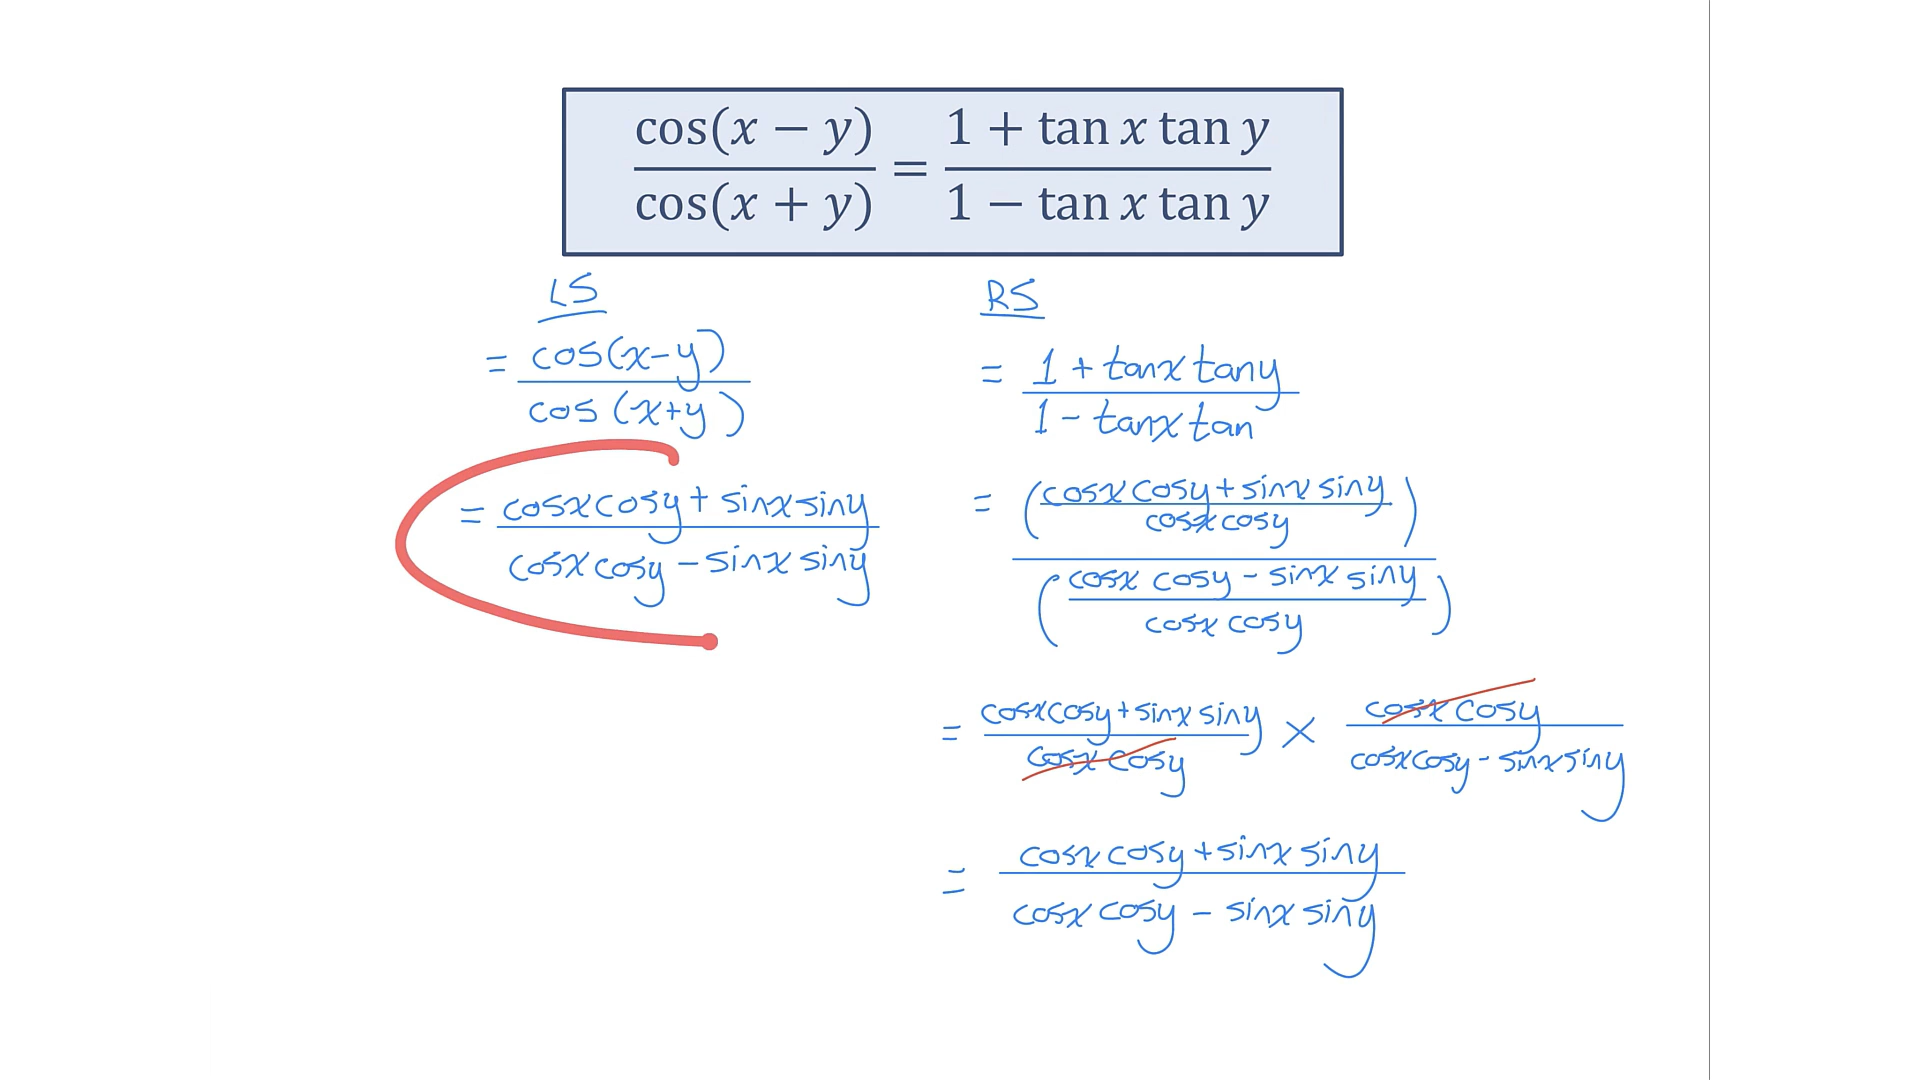 cos(x − y)
cos(x + y)
=
1 + tan x tan y
1 − tan x tan y
LS
= cos(x-y)
cos (x+y)
= cosx cosy + sinx siny
cosx cosy - sinx siny
RS
= 1 + tanx tany
1 - tanx tan
= (cosx cosy + sinx siny
cosx cosy)
(cosx cosy - sinx siny
cosx cosy)
= cosx cosy + sinx siny
cosx cosy
×
cosx cosy
cosx cosy - sinx siny
= cosx cosy + sinx siny
cosx cosy - sinx siny